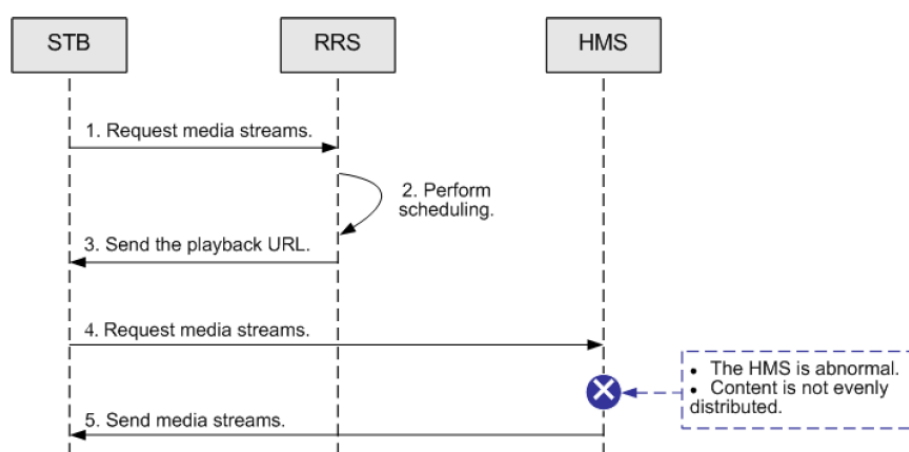 STB
RRS
HMS
1. Request media streams.
2. Perform
scheduling.
3. Send the playback URL.
4. Request media streams.
• The HMS is abnormal.
• Content is not evenly
distributed.
5. Send media streams.